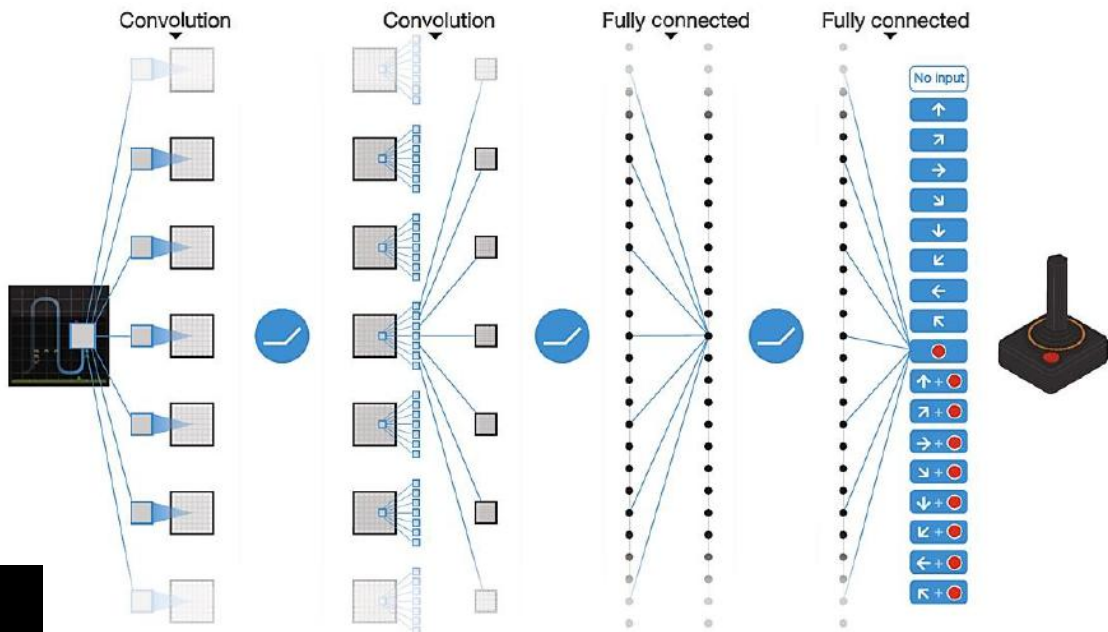 Convolution
Convolution
Fully connected
Fully connected
No input
+
+
+
+
+
+
+
+